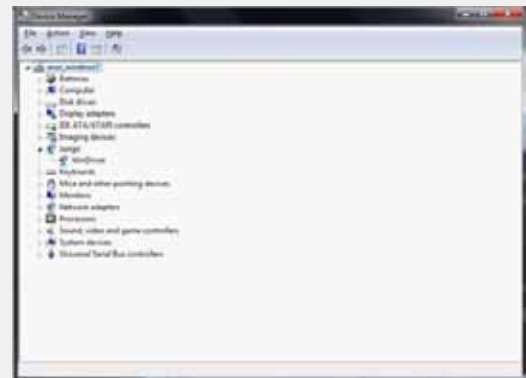 Device Manager
File Action View Help
Batteries
Computer
Disk drives
Display adapters
IDE ATA/ATAPI controllers
Imaging devices
Jungo
WinDriver
Keyboards
Mice and other pointing devices
Monitors
Network adapters
Processors
Sound, video and game controllers
System devices
Universal Serial Bus controllers